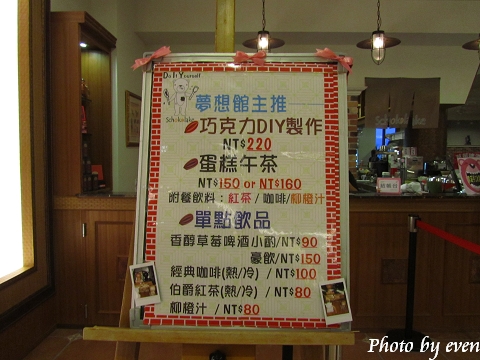 Do It Yourself
Schokolake
夢想館主推
巧克力DIY製作
NT$220
蛋糕午茶
NT$150 or NT$160
附餐飲料：紅茶 / 咖啡/柳橙汁
單點飲品
香醇草莓啤酒小酌/NT$90
豪飲/NT$150
經典咖啡(熱/冷) / NT$100
伯爵紅茶(熱/冷) / NT$80
柳橙汁 / NT$80
Photo by even